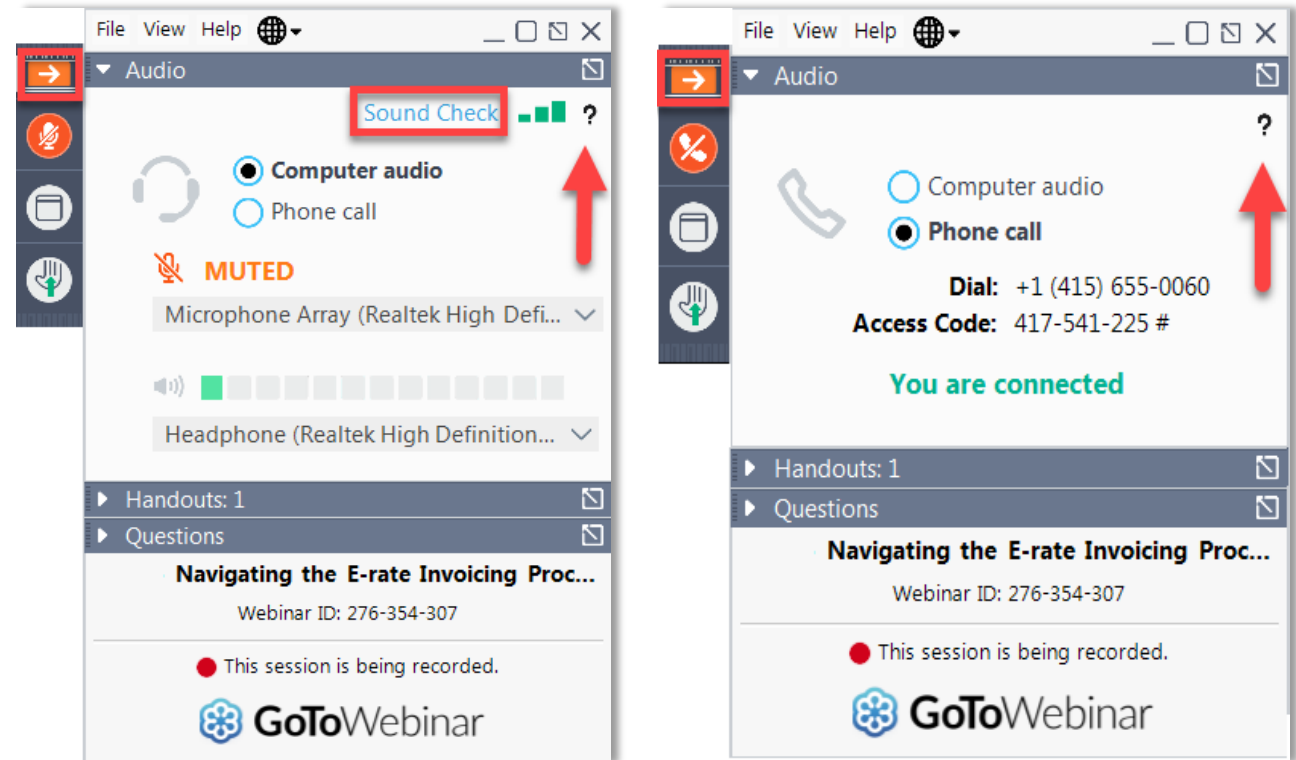 File View Help
Audio
Sound Check ?
Computer audio
Phone call
MUTED
Microphone Array (Realtek High Defi...
Headphone (Realtek High Definition...
Handouts: 1
Questions
Navigating the E-rate Invoicing Proc...
Webinar ID: 276-354-307
This session is being recorded.
GoToWebinar
File View Help
Audio
?
Computer audio
Phone call
Dial: +1 (415) 655-0060
Access Code: 417-541-225 #
You are connected
Handouts: 1
Questions
Navigating the E-rate Invoicing Proc...
Webinar ID: 276-354-307
This session is being recorded.
GoToWebinar